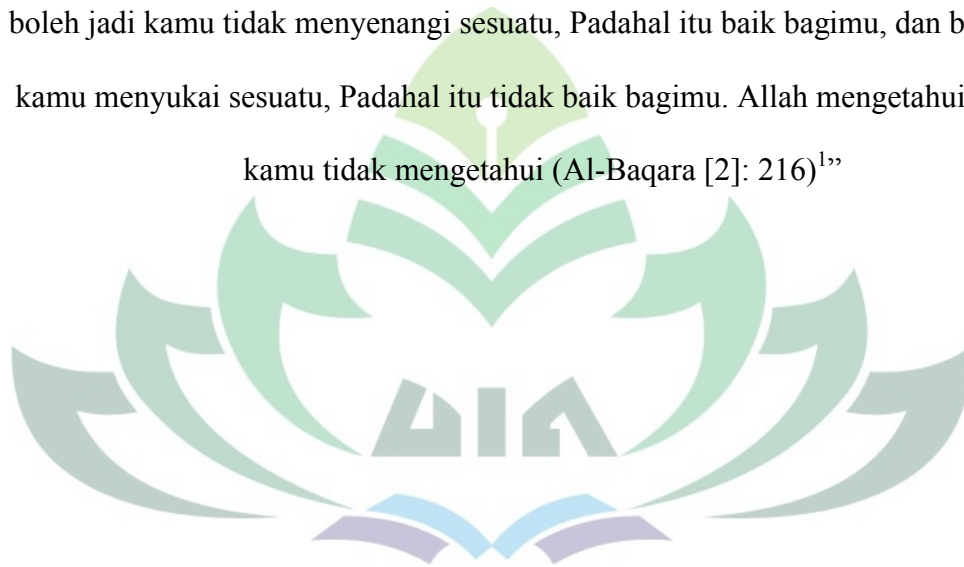 boleh jadi kamu tidak menyenangi sesuatu, Padahal itu baik bagimu, dan
kamu menyukai sesuatu, Padahal itu tidak baik bagimu. Allah mengetahui
kamu tidak mengetahui (Al-Baqara [2]: 216)¹”
UIN